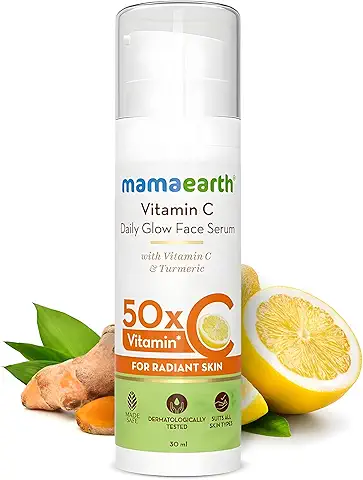 mamaearth®
Vitamin C
Daily Glow Face Serum
with Vitamin C
& Turmeric
50x C
Vitamin*
FOR RADIANT SKIN
MADE SAFE
DERMATOLOGICALLY TESTED
SUITS ALL SKIN TYPES
30 ml